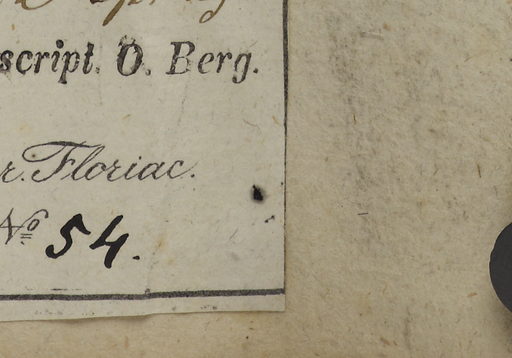 script. O. Berg.
r. Floriac.
No 54.